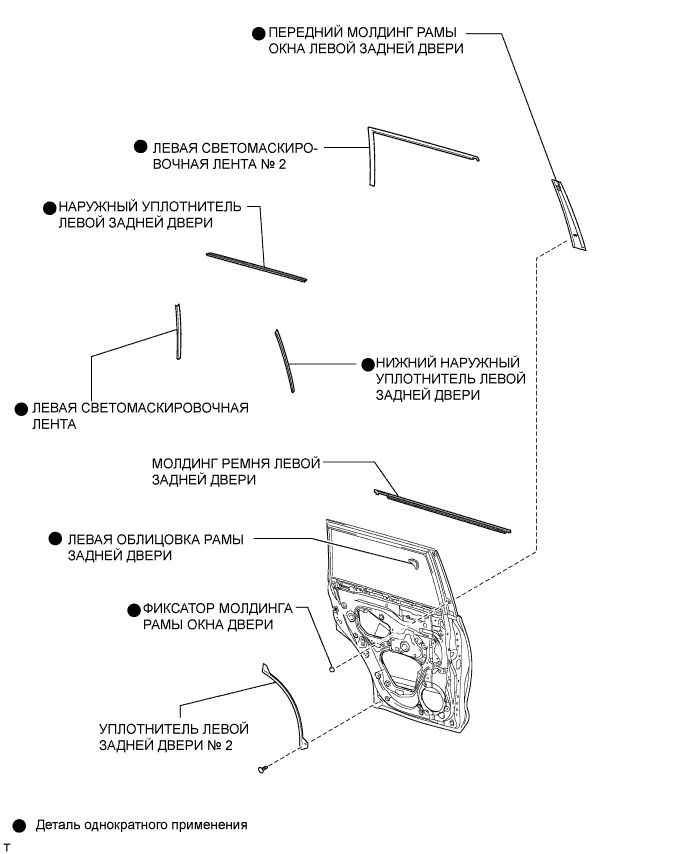 ПЕРЕДНИЙ МОЛДИНГ РАМЫ
ОКНА ЛЕВОЙ ЗАДНЕЙ ДВЕРИ
ЛЕВАЯ СВЕТОМАСКИРО-
ВОЧНАЯ ЛЕНТА № 2
НАРУЖНЫЙ УПЛОТНИТЕЛЬ
ЛЕВОЙ ЗАДНЕЙ ДВЕРИ
НИЖНИЙ НАРУЖНЫЙ
УПЛОТНИТЕЛЬ ЛЕВОЙ
ЗАДНЕЙ ДВЕРИ
ЛЕВАЯ СВЕТОМАСКИРОВОЧНАЯ
ЛЕНТА
МОЛДИНГ РЕМНЯ ЛЕВОЙ
ЗАДНЕЙ ДВЕРИ
ЛЕВАЯ ОБЛИЦОВКА РАМЫ
ЗАДНЕЙ ДВЕРИ
ФИКСАТОР МОЛДИНГА
РАМЫ ОКНА ДВЕРИ
УПЛОТНИТЕЛЬ ЛЕВОЙ
ЗАДНЕЙ ДВЕРИ № 2
Деталь однократного применения
T